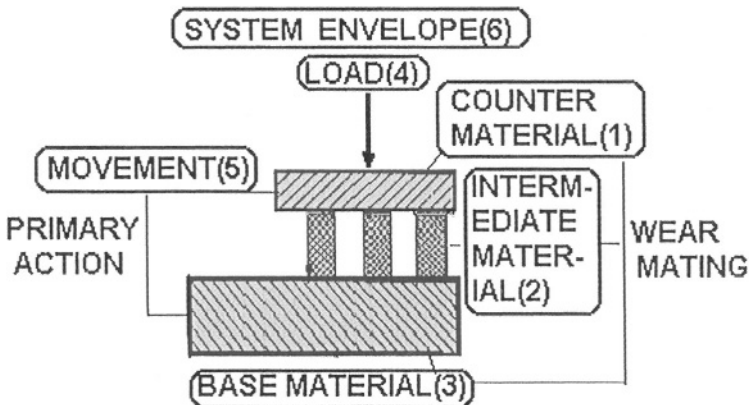 SYSTEM ENVELOPE(6)
LOAD(4)
COUNTER
MATERIAL(1)
MOVEMENT(5)
INTERM-
EDIATE
MATER-
IAL(2)
PRIMARY
ACTION
WEAR
MATING
BASE MATERIAL(3)